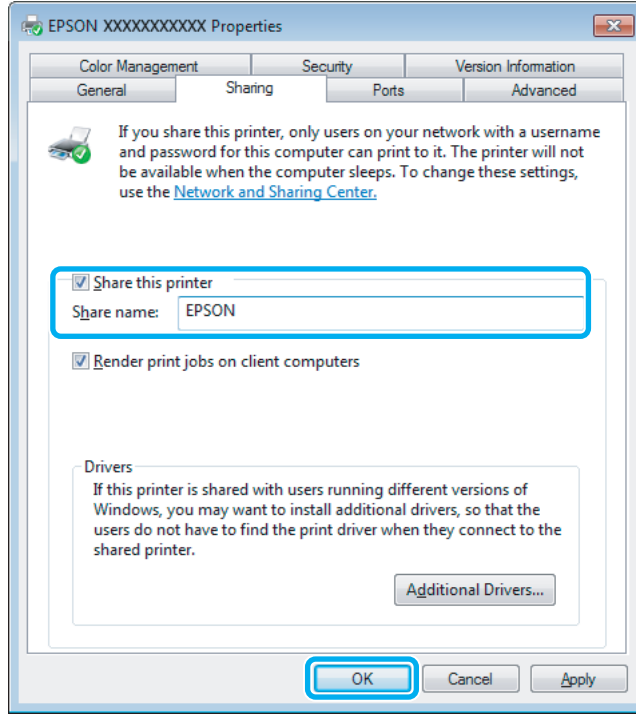 EPSON XXXXXXXXXXX Properties
Color Management Security Version Information
General Sharing Ports Advanced
If you share this printer, only users on your network with a username
and password for this computer can print to it. The printer will not
be available when the computer sleeps. To change these settings,
use the Network and Sharing Center.
Share this printer
Share name: EPSON
Render print jobs on client computers
Drivers
If this printer is shared with users running different versions of
Windows, you may want to install additional drivers, so that the
users do not have to find the print driver when they connect to the
shared printer.
Additional Drivers...
OK Cancel Apply